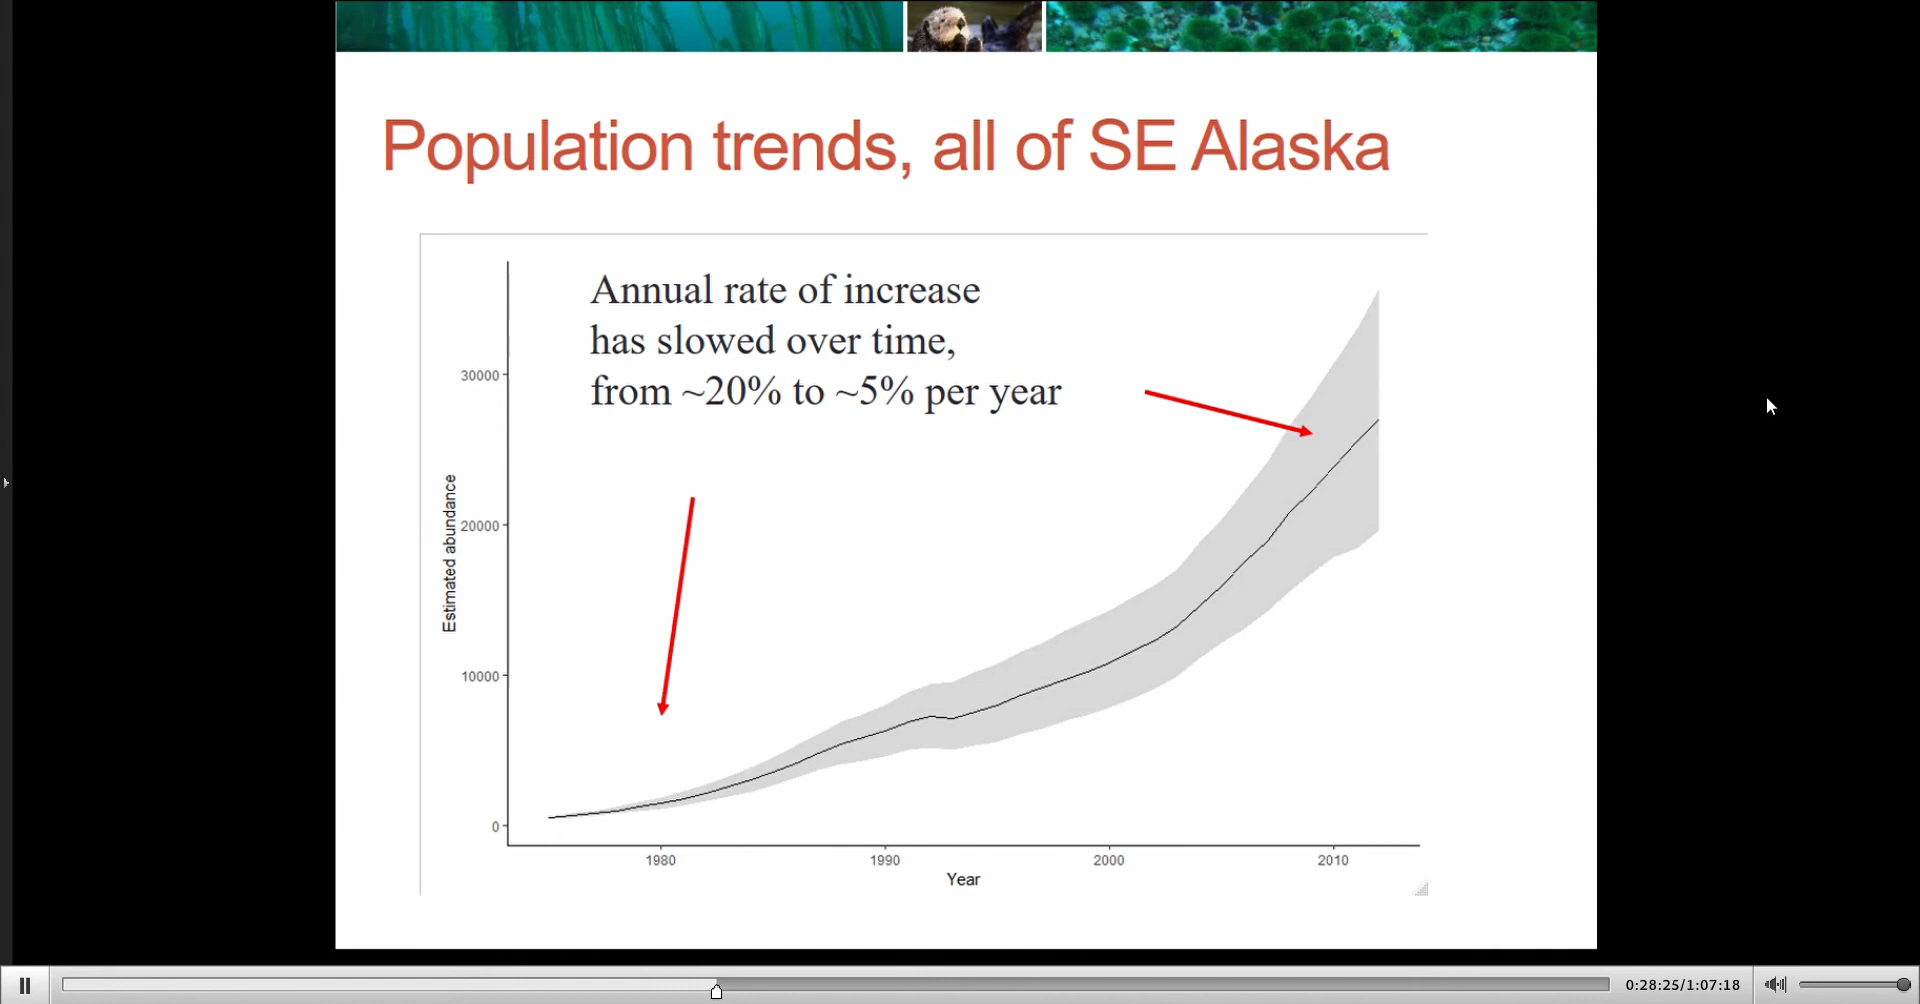 Population trends, all of SE Alaska
Annual rate of increase
has slowed over time,
from ~20% to ~5% per year
30000
20000
10000
0
Estimated abundance
1980
1990
2000
2010
Year
0:28:25/1:07:18